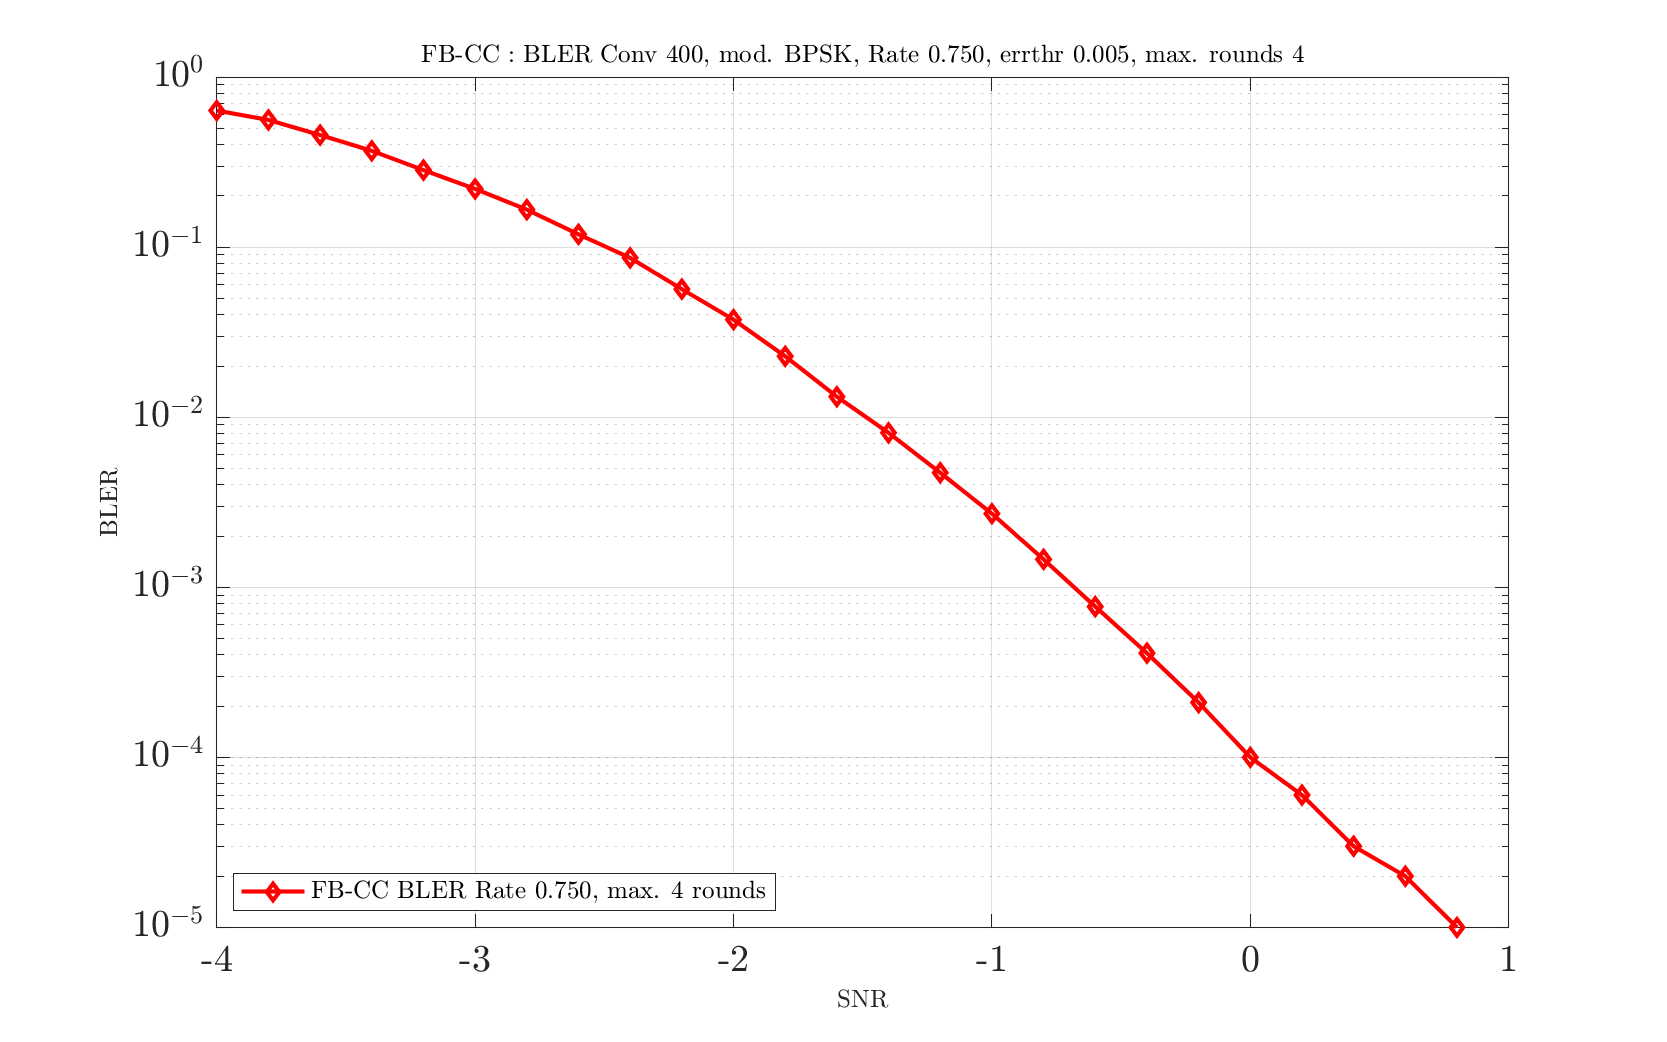 FB-CC : BLER Conv 400, mod. BPSK, Rate 0.750, errthr 0.005, max. rounds 4
10^0
10^−1
10^−2
10^−3
10^−4
10^−5
BLER
FB-CC BLER Rate 0.750, max. 4 rounds
-4 -3 -2 -1 0 1
SNR